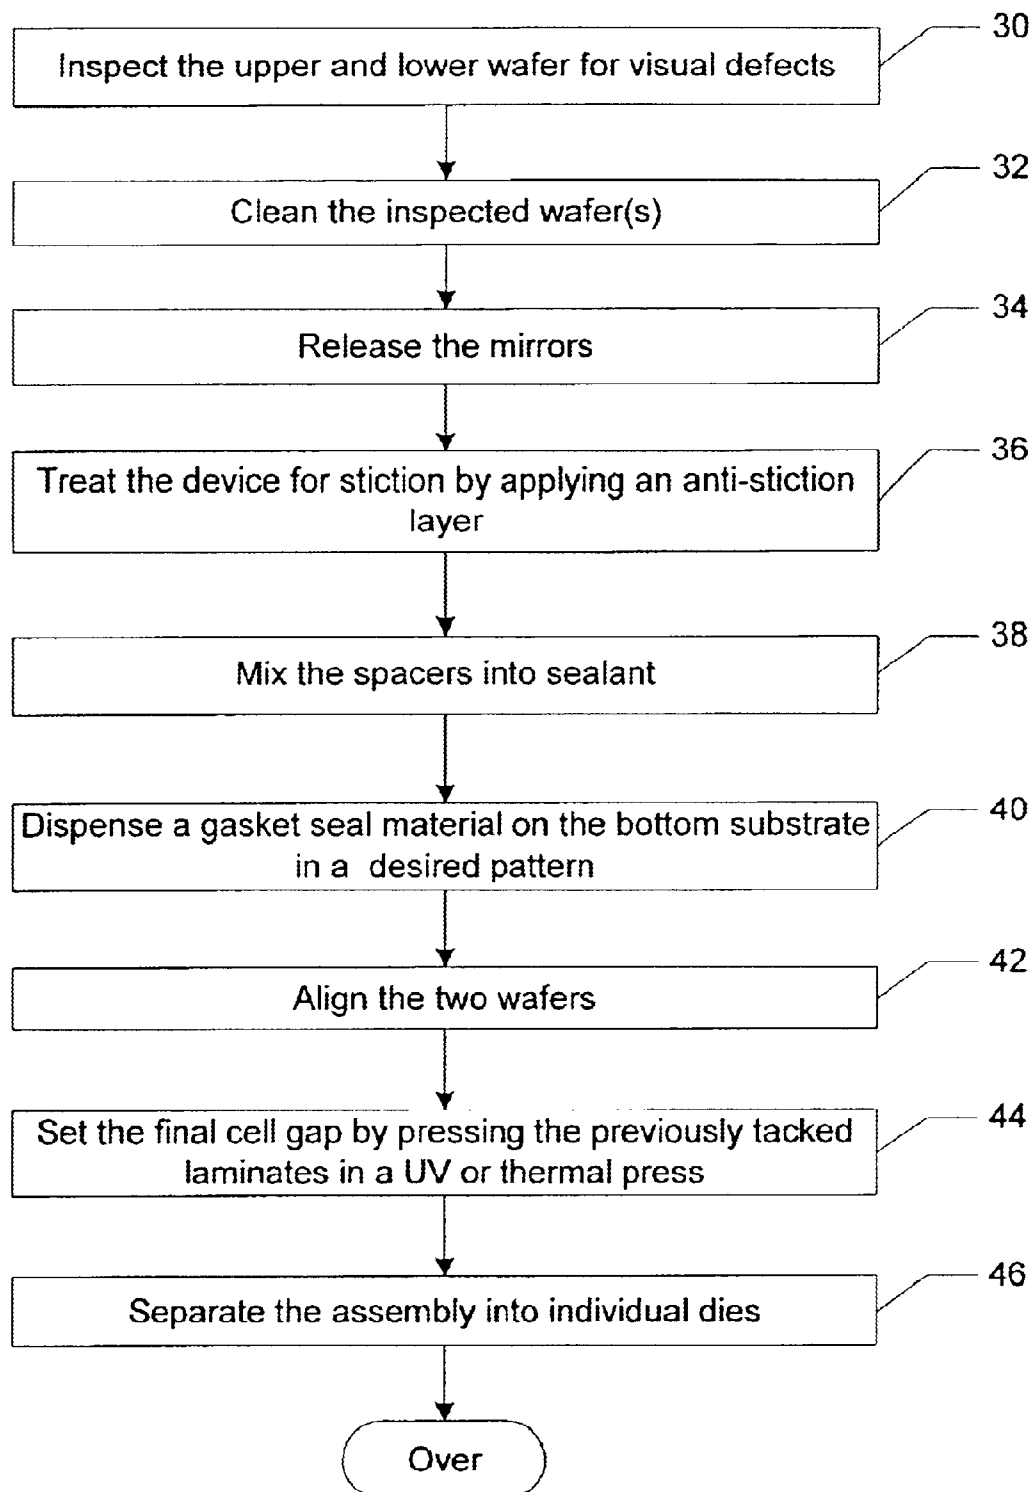 30
Inspect the upper and lower wafer for visual defects
32
Clean the inspected wafer(s)
34
Release the mirrors
36
Treat the device for stiction by applying an anti-stiction
layer
38
Mix the spacers into sealant
40
Dispense a gasket seal material on the bottom substrate
in a desired pattern
42
Align the two wafers
44
Set the final cell gap by pressing the previously tacked
laminates in a UV or thermal press
46
Separate the assembly into individual dies
Over